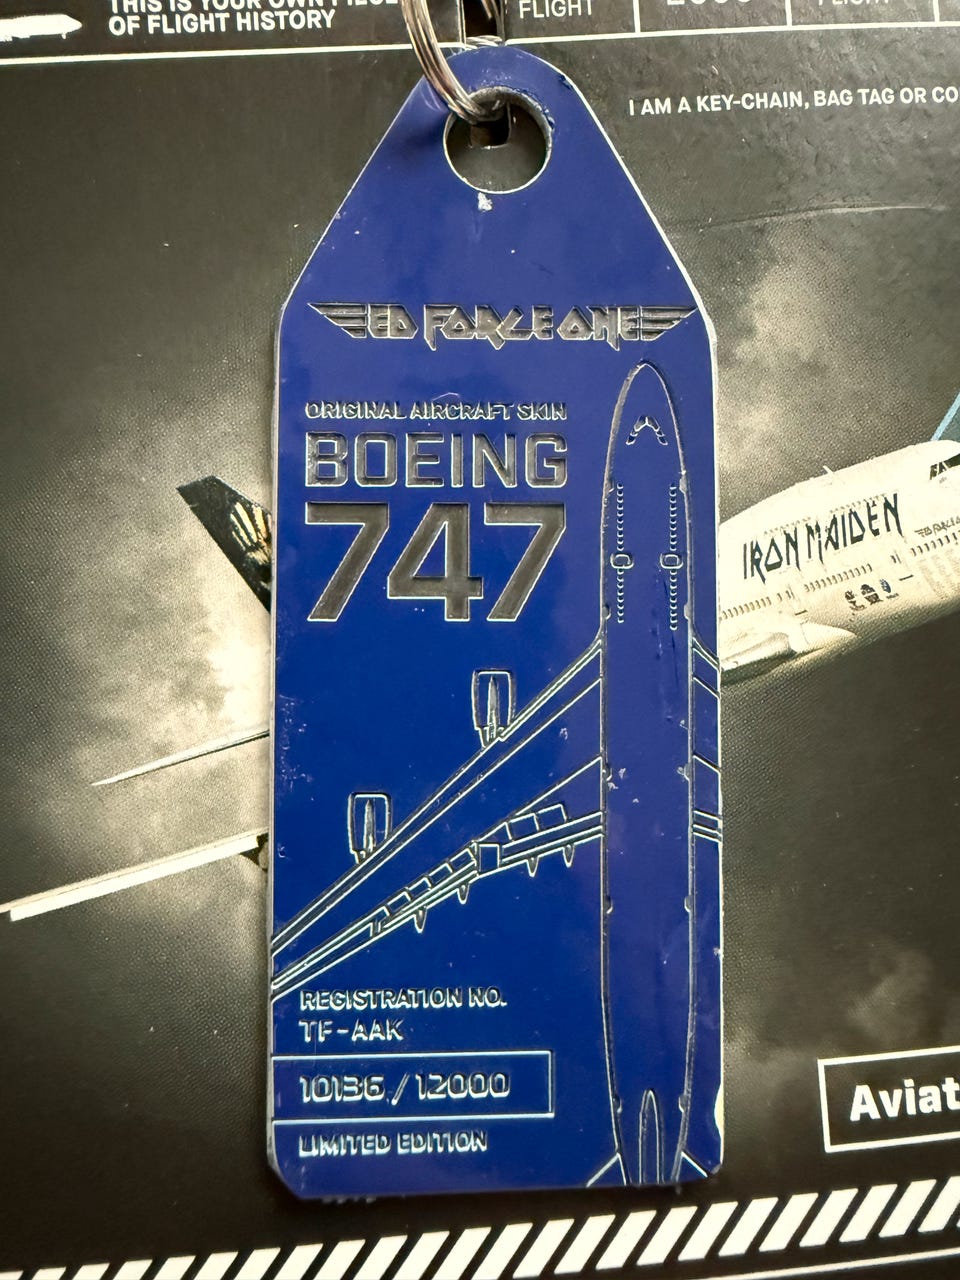 THIS IS YOUR OWN PIECE
OF FLIGHT HISTORY
FLIGHT
I AM A KEY-CHAIN, BAG TAG OR CO
ED FORCE ONE
ORIGINAL AIRCRAFT SKIN
BOEING
747
IRON MAIDEN
REGISTRATION NO.
TF-AAK
10136 / 12000
LIMITED EDITION
Aviat